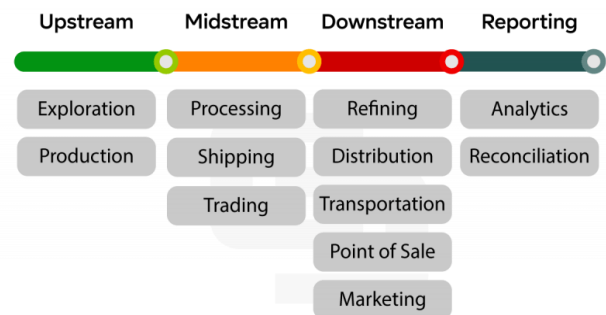 Upstream
Midstream
Downstream
Reporting
Exploration
Processing
Refining
Analytics
Production
Shipping
Distribution
Reconciliation
Trading
Transportation
Point of Sale
Marketing